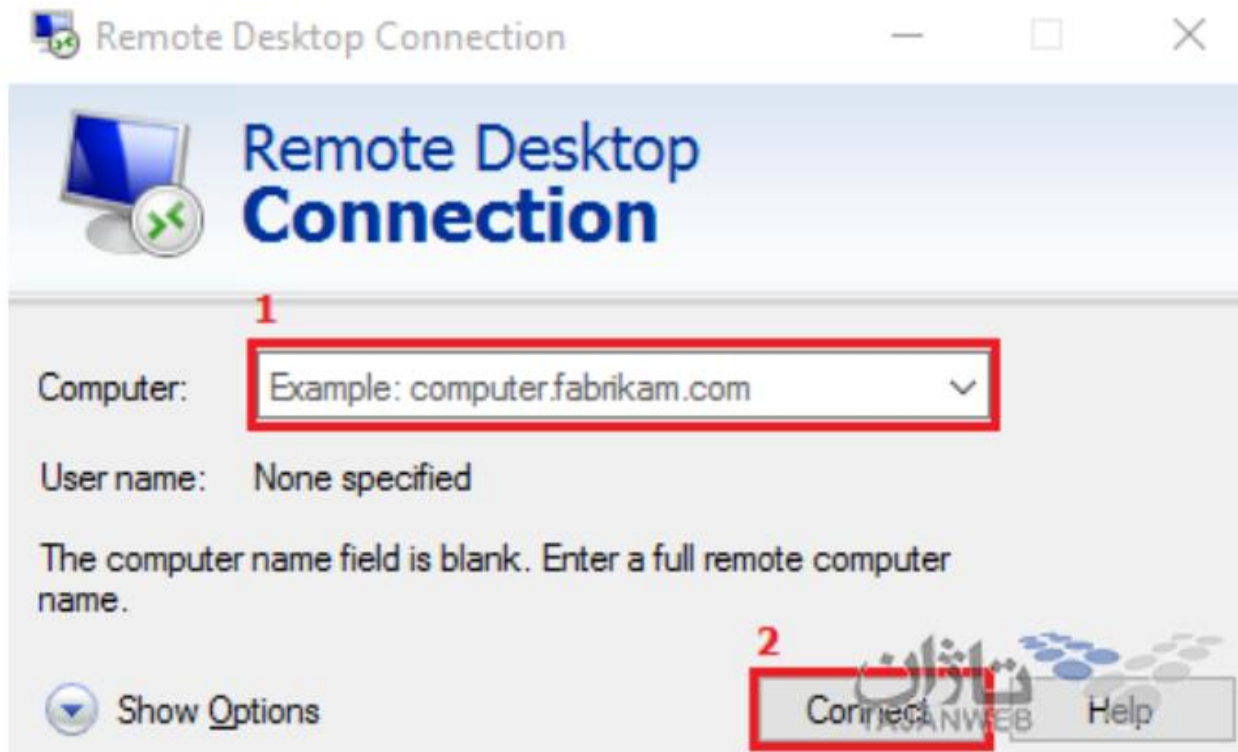 Remote Desktop Connection
Remote Desktop
Connection
1
Computer:
Example: computer.fabrikam.com
User name:
None specified
The computer name field is blank. Enter a full remote computer
name.
2
Show Options
Connect
Help
تاژان
TAJANWEB